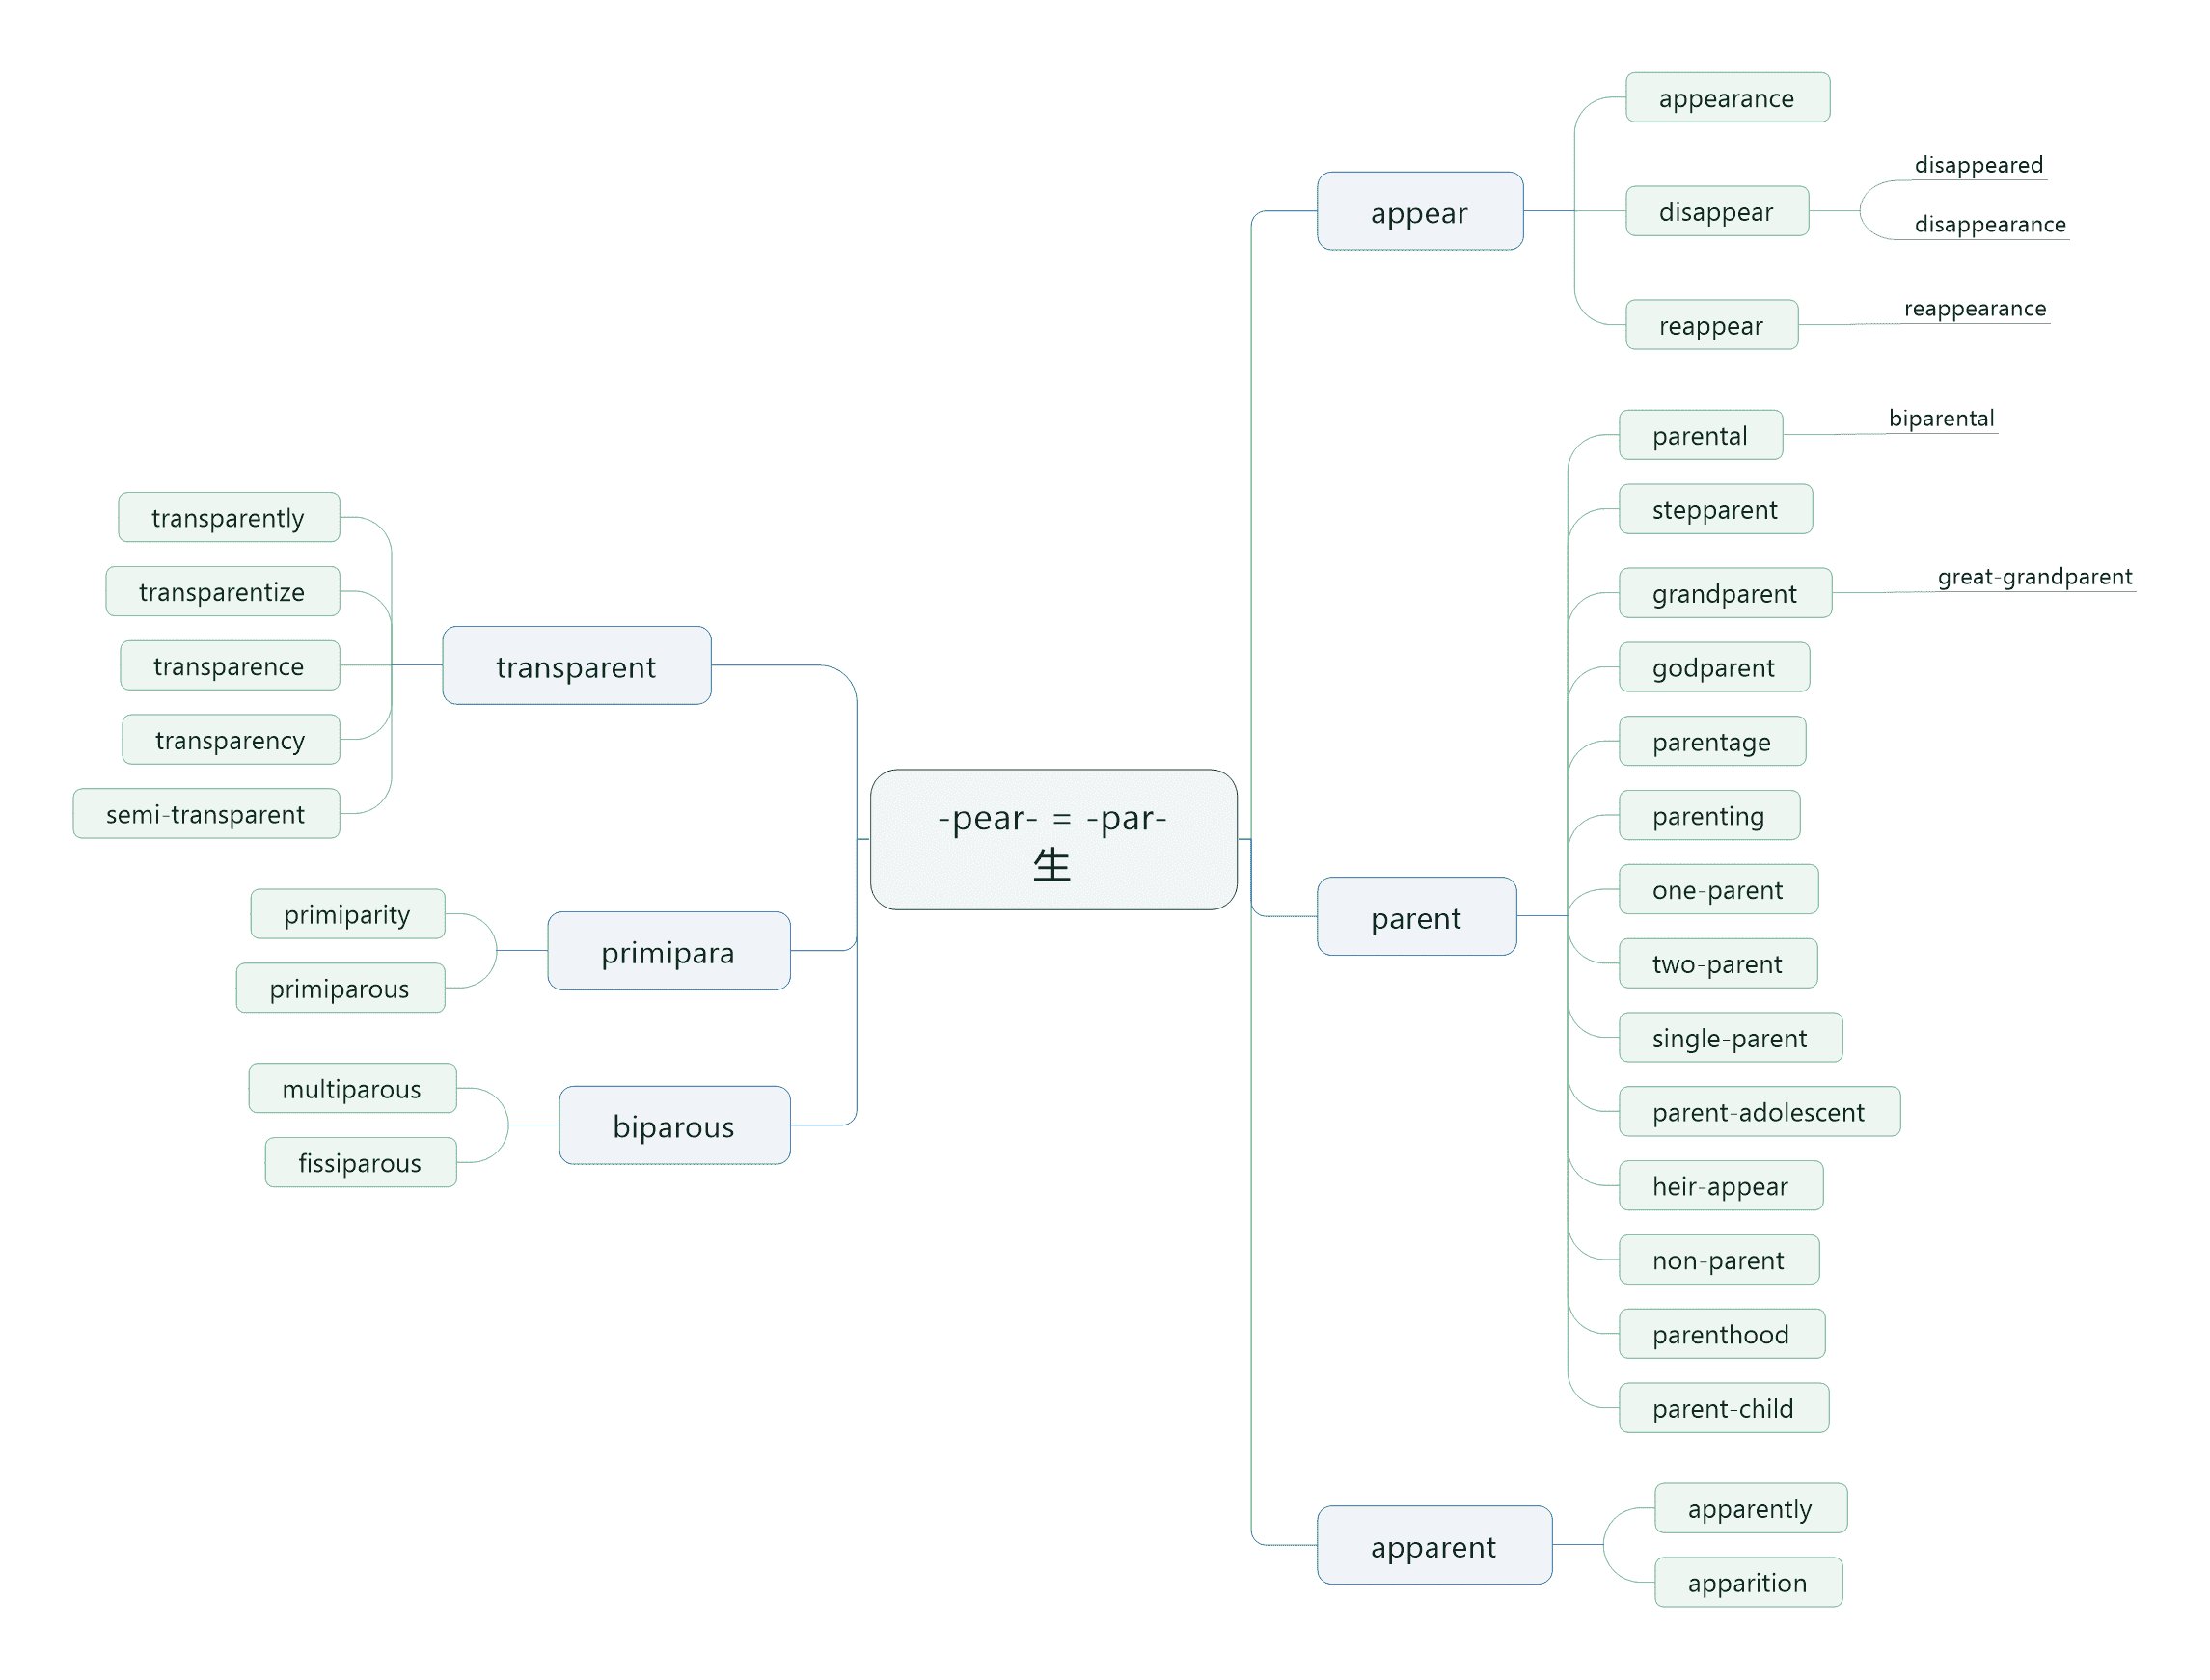 -pear- = -par-
生
appear
appearance
disappear
disappeared
disappearance
reappear
reappearance
parent
parental
biparental
stepparent
grandparent
great-grandparent
godparent
parentage
parenting
one-parent
two-parent
single-parent
parent-adolescent
heir-appear
non-parent
parenthood
parent-child
apparent
apparently
apparition
transparent
transparently
transparentize
transparence
transparency
semi-transparent
primipara
primiparity
primiparous
biparous
multiparous
fissiparous